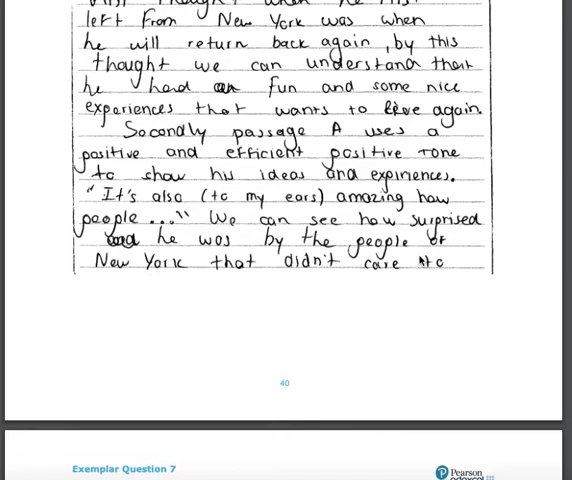 first thought when he first
left from New York was when
he will return back again, by this
thought we can understand that
he had fun and some nice
experiences that wants to live again.
Socondly passage A uses a
positive and efficient positive tone
to show his ideas and expiriences.
"It's also (to my ears) amazing how
people..." We can see how surprised
he was by the people of
New York that didn't care to
40
Exemplar Question 7
Pearson
edexcel